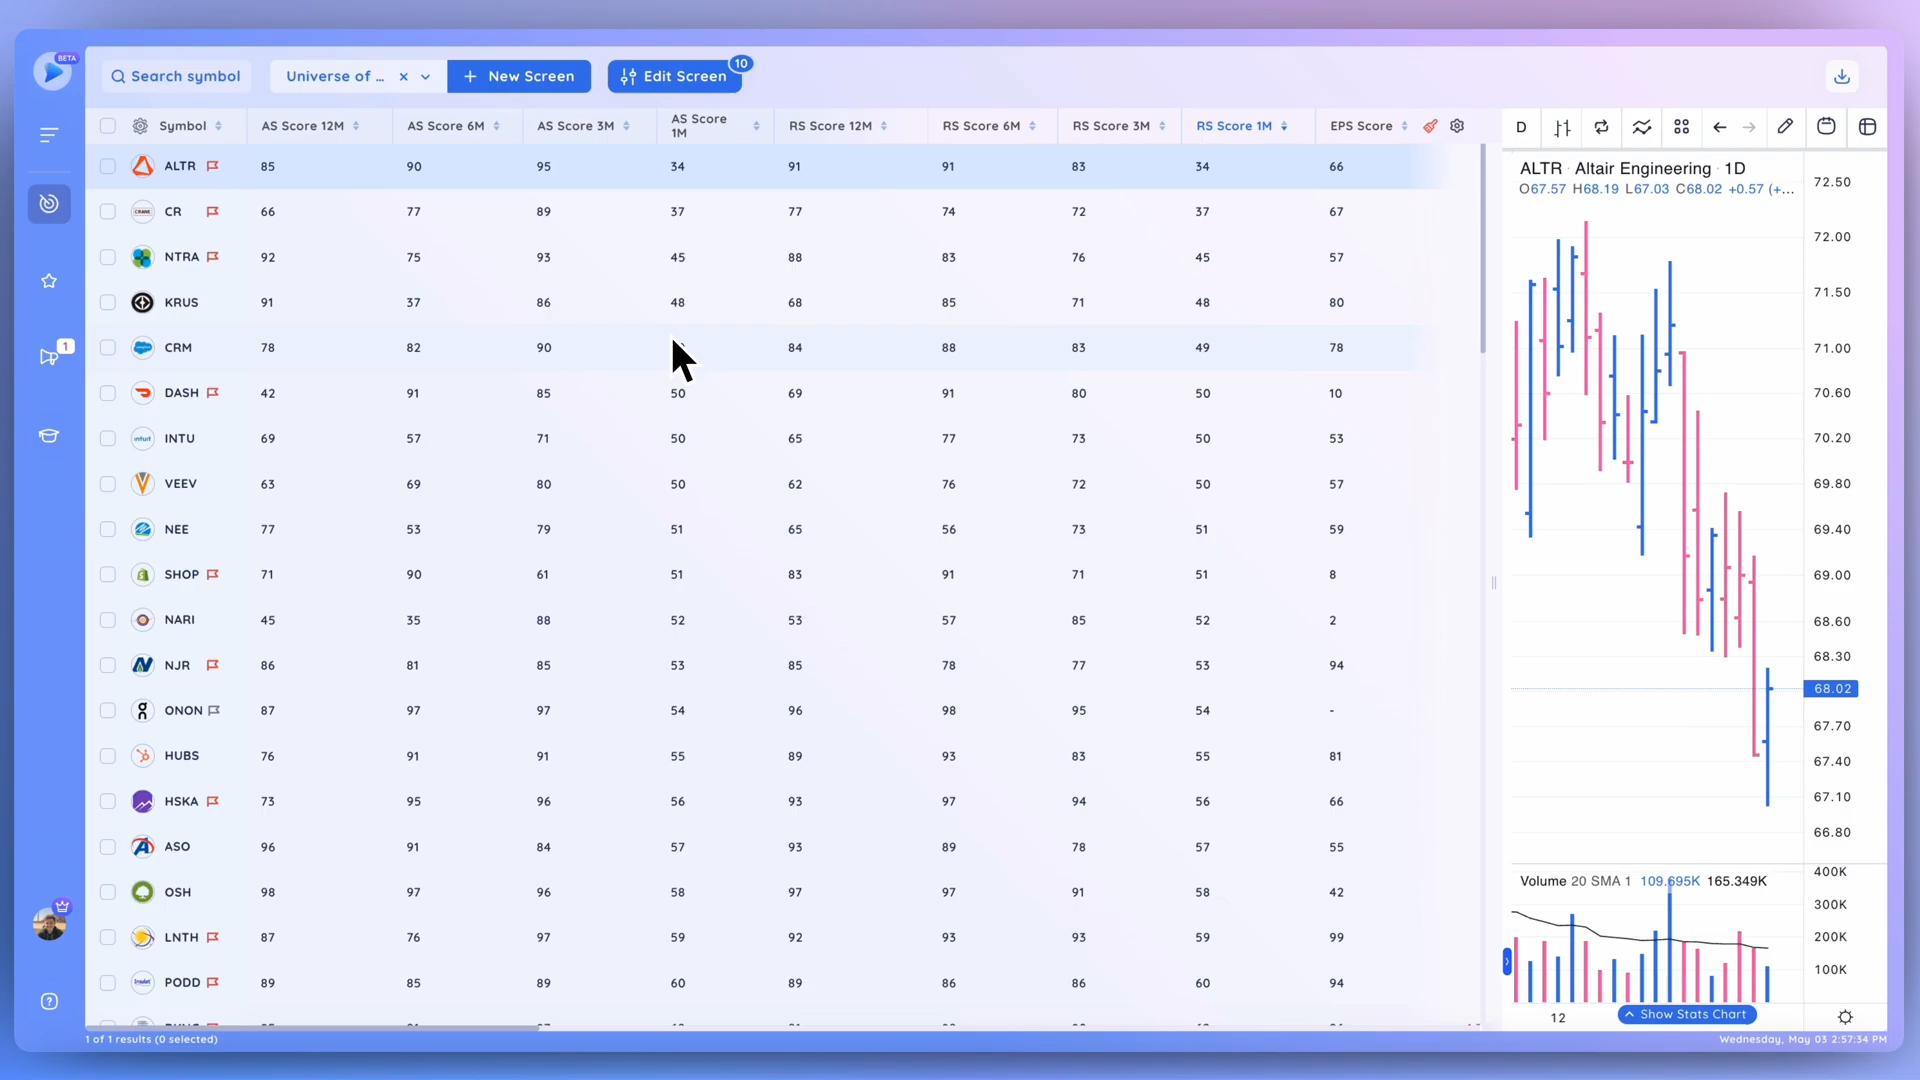 BETA
Search symbol
Universe of ...
New Screen
Edit Screen
10
Symbol AS Score 12M AS Score 6M AS Score 3M AS Score 1M RS Score 12M RS Score 6M RS Score 3M RS Score 1M EPS Score
ALTR 85 90 95 34 91 91 83 34 66
CR 66 77 89 37 77 74 72 37 67
NTRA 92 75 93 45 88 83 76 45 57
KRUS 91 37 86 48 68 85 71 48 80
CRM 78 82 90 84 88 83 49 78
DASH 42 91 85 50 69 91 80 50 10
INTU 69 57 71 50 65 77 73 50 53
VEEV 63 69 80 50 62 76 72 50 57
NEE 77 53 79 51 65 56 73 51 59
SHOP 71 90 61 51 83 91 71 51 8
NARI 45 35 88 52 53 57 85 52 2
NJR 86 81 85 53 85 78 77 53 94
ONON 87 97 97 54 96 98 95 54 -
HUBS 76 91 91 55 89 93 83 55 81
HSKA 73 95 96 56 93 97 94 56 66
ASO 96 91 84 57 93 89 78 57 55
OSH 98 97 96 58 97 97 91 58 42
LNTH 87 76 97 59 92 93 93 59 99
PODD 89 85 89 60 89 86 86 60 94
1
D
ALTR · Altair Engineering · 1D
O67.57 H68.19 L67.03 C68.02 +0.57 (+...
72.50
72.00
71.50
71.00
70.60
70.20
69.80
69.40
69.00
68.60
68.30
68.02
67.70
67.40
67.10
66.80
Volume 20 SMA 1 109.695K 165.349K
400K
300K
200K
100K
12
Show Stats Chart
1 of 1 results (0 selected)
Wednesday, May 03 2:57:34 PM